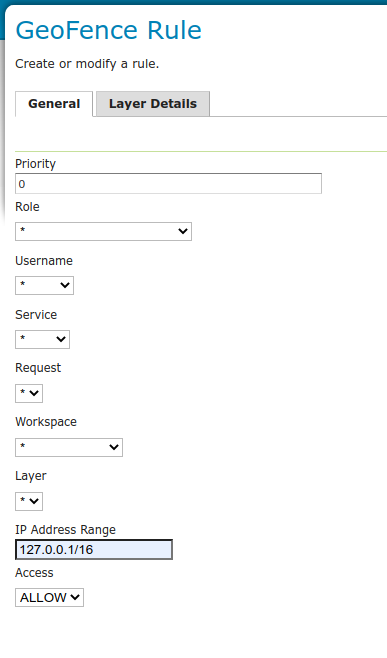 GeoFence Rule
Create or modify a rule.
General Layer Details
Priority
0
Role
*
Username
*
Service
*
Request
*
Workspace
*
Layer
*
IP Address Range
127.0.0.1/16
Access
ALLOW